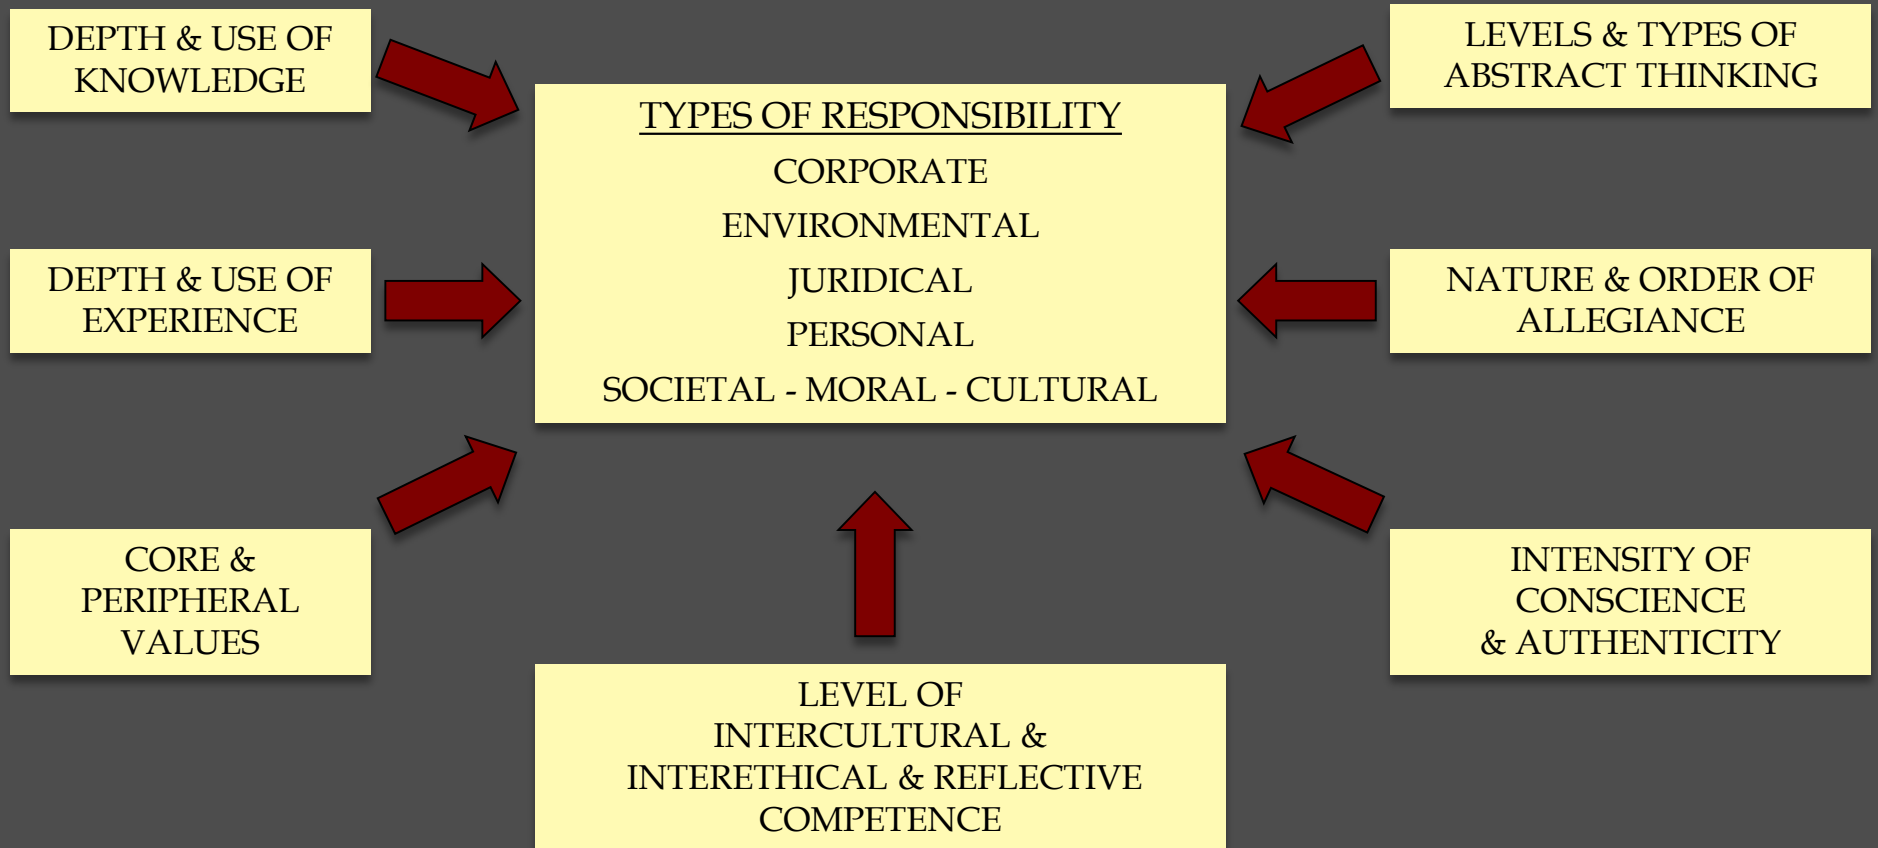 DEPTH & USE OF
KNOWLEDGE
LEVELS & TYPES OF
ABSTRACT THINKING
TYPES OF RESPONSIBILITY
CORPORATE
ENVIRONMENTAL
JURIDICAL
PERSONAL
SOCIETAL - MORAL - CULTURAL
DEPTH & USE OF
EXPERIENCE
NATURE & ORDER OF
ALLEGIANCE
CORE &
PERIPHERAL
VALUES
INTENSITY OF
CONSCIENCE
& AUTHENTICITY
LEVEL OF
INTERCULTURAL &
INTERETHICAL & REFLECTIVE
COMPETENCE